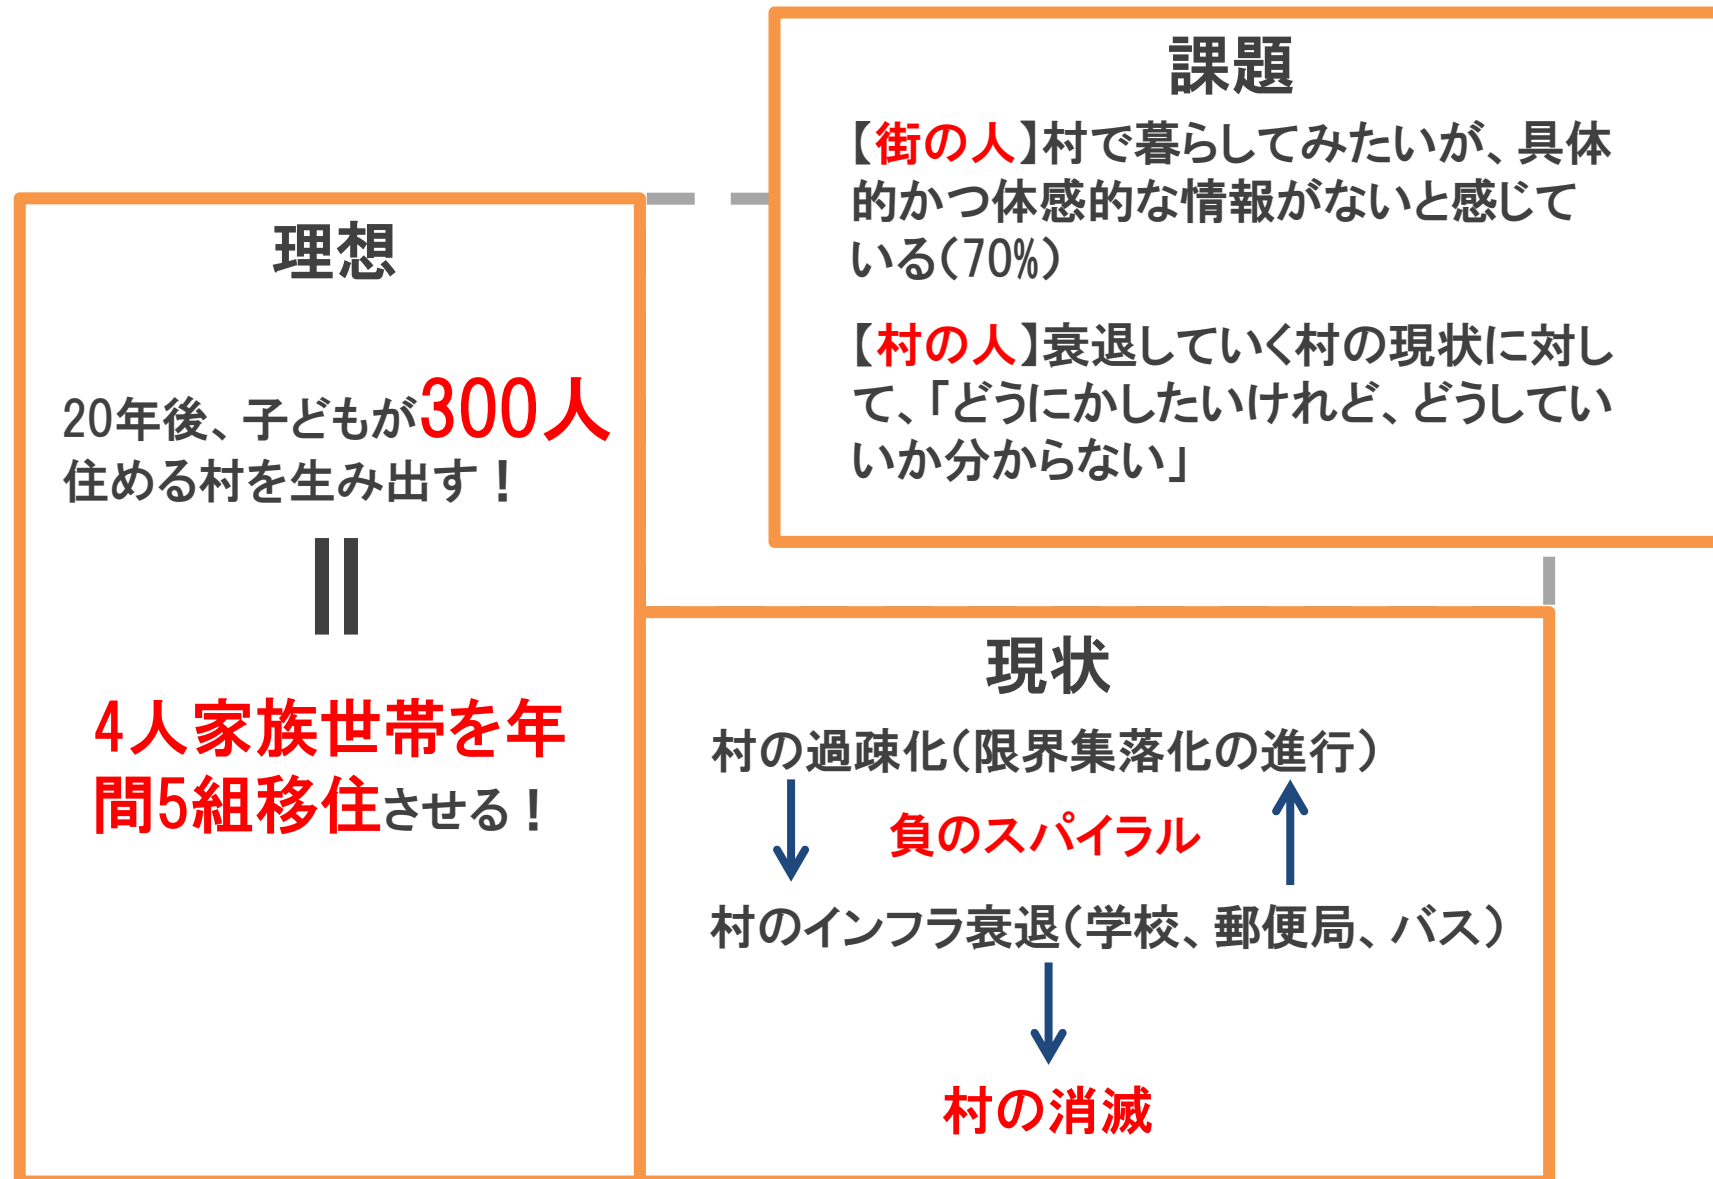 課題
【街の人】村で暮らしてみたいが、具体
的かつ体感的な情報がないと感じて
いる(70%)
【村の人】衰退していく村の現状に対し
て、「どうにかしたいけれど、どうしてい
いか分からない」
理想
20年後、子どもが300人
住める村を生み出す！
4人家族世帯を年
間5組移住させる！
現状
村の過疎化(限界集落化の進行)
負のスパイラル
村のインフラ衰退(学校、郵便局、バス)
村の消滅